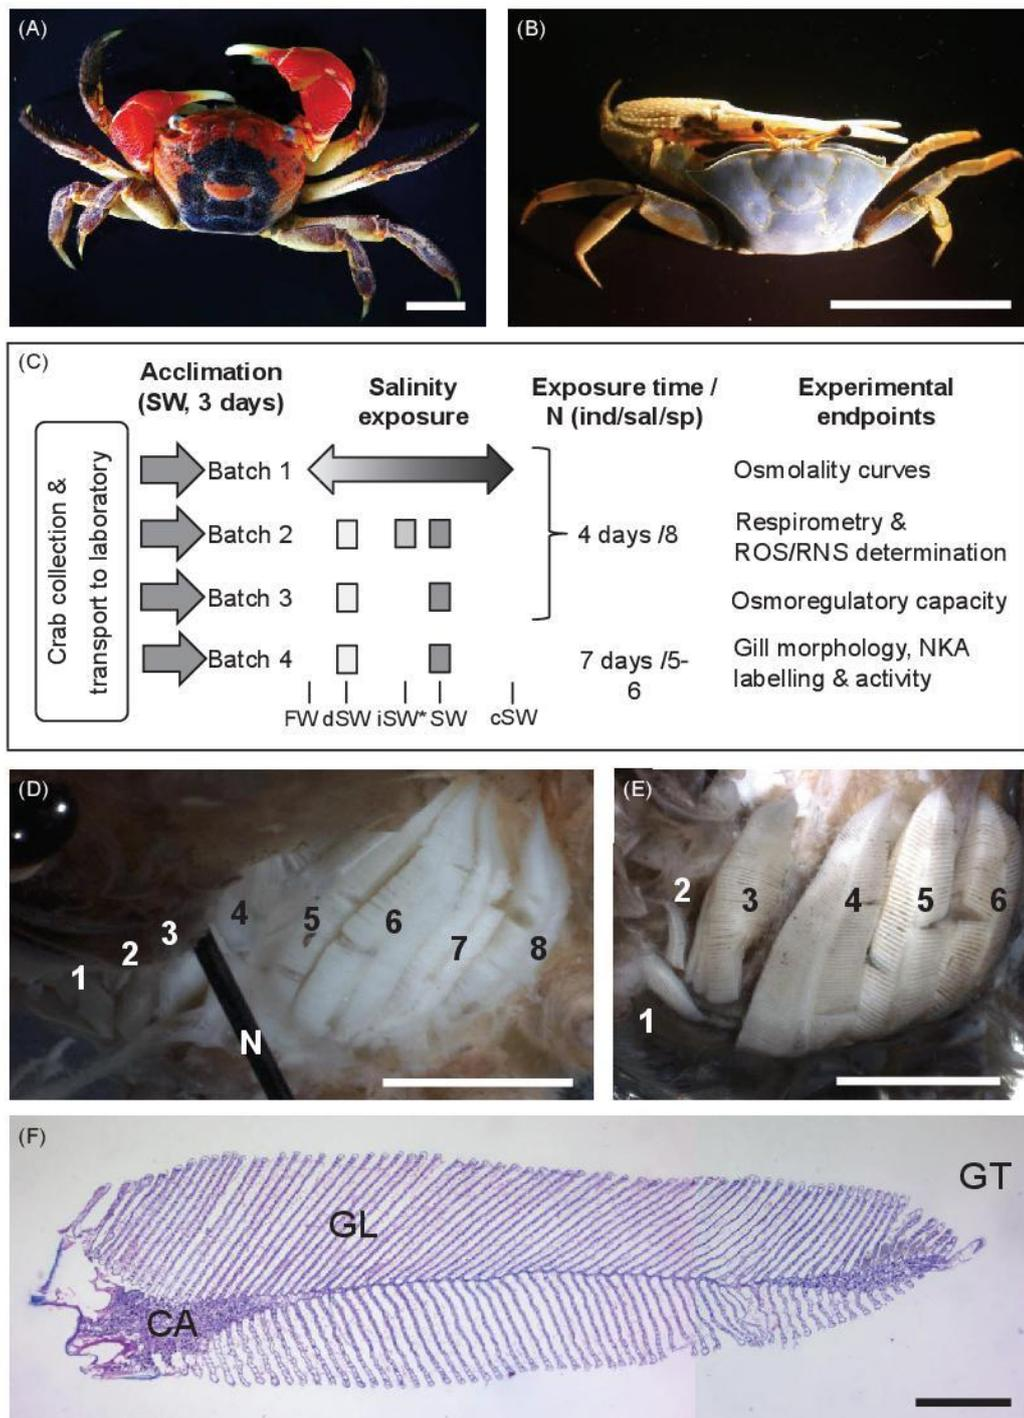 (A)
(B)
(C)
Acclimation
(SW, 3 days)
Salinity
exposure
Exposure time /
N (ind/sal/sp)
Experimental
endpoints
Crab collection &
transport to laboratory
Batch 1
Osmolality curves
Batch 2
4 days /8
Respirometry &
ROS/RNS determination
Batch 3
Osmoregulatory capacity
Batch 4
7 days /5-
6
Gill morphology, NKA
labelling & activity
FW dSW iSW* SW cSW
(D)
1
2
3
4
5
6
7
8
N
(E)
1
2
3
4
5
6
(F)
GL
CA
GT